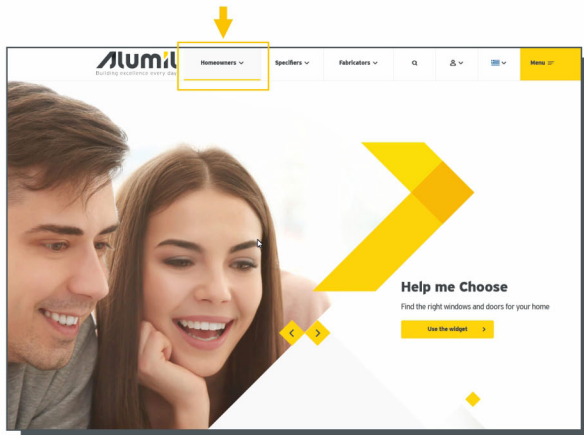 Alumil
Building excellence every day
Homeowners
Specifiers
Fabricators
Menu
Help me Choose
Find the right windows and doors for your home
Use the widget